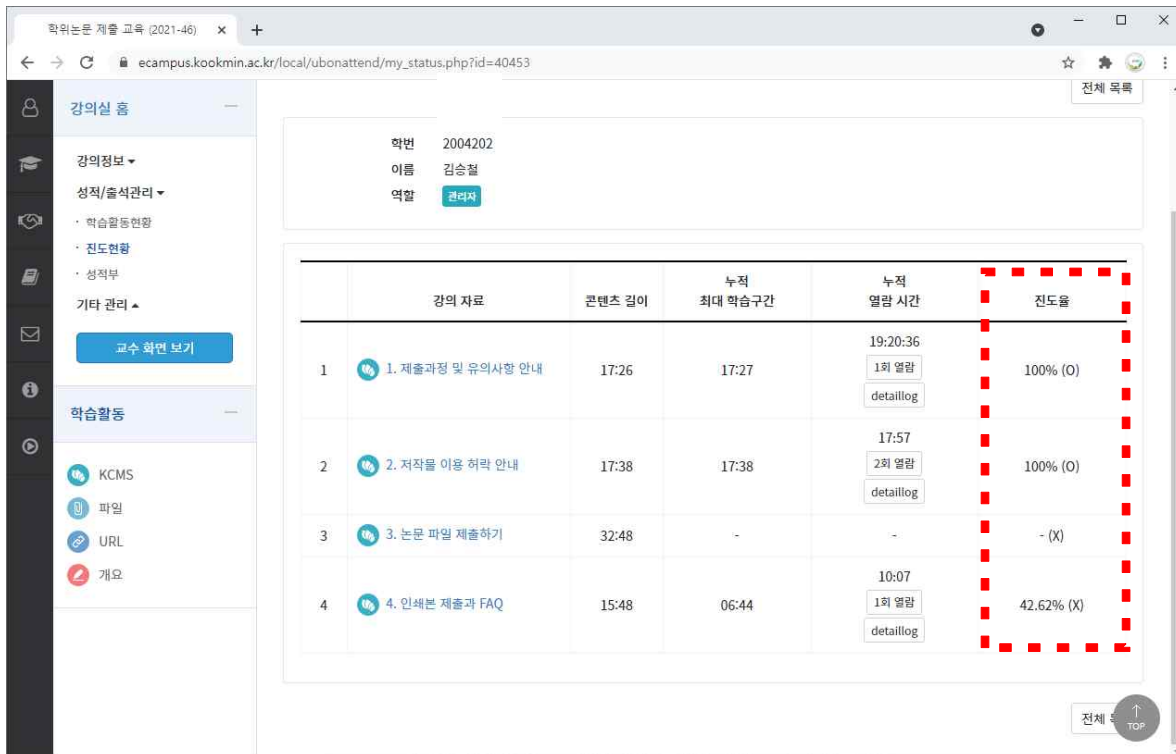 학위논문 제출 교육 (2021-46)
ecampus.kookmin.ac.kr/local/ubonattend/my_status.php?id=40453
전체 목록
강의실 홈
강의정보
성적/출석관리
· 학습활동현황
· 진도현황
· 성적부
기타 관리
교수 화면 보기
학습활동
KCMS
파일
URL
개요
학번 2004202
이름 김승철
역할 관리자
강의 자료 콘텐츠 길이 누적 최대 학습구간 누적 열람 시간 진도율
1 1. 제출과정 및 유의사항 안내 17:26 17:27 19:20:36 100% (O)
1회 열람
detaillog
2 2. 저작물 이용 허락 안내 17:38 17:38 17:57 100% (O)
2회 열람
detaillog
3 3. 논문 파일 제출하기 32:48 - - - (X)
4 4. 인쇄본 제출과 FAQ 15:48 06:44 10:07 42.62% (X)
1회 열람
detaillog
전체
TOP